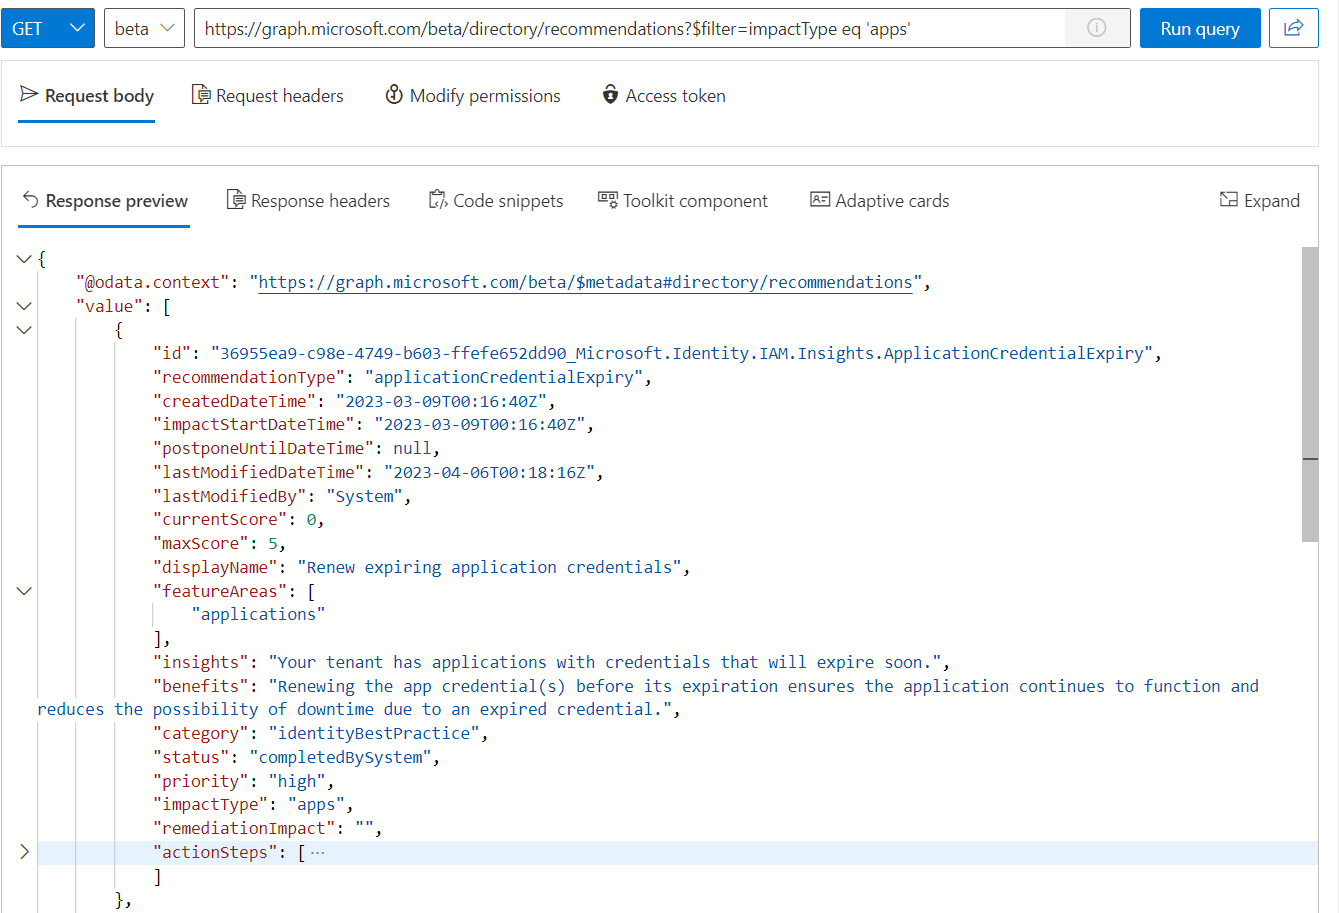 GET beta https://graph.microsoft.com/beta/directory/recommendations?$filter=impactType eq 'apps' Run query
Request body Request headers Modify permissions Access token
Response preview Response headers Code snippets Toolkit component Adaptive cards Expand
{
"@odata.context": "https://graph.microsoft.com/beta/$metadata#directory/recommendations",
"value": [
{
"id": "36955ea9-c98e-4749-b603-ffefe652dd90_Microsoft.Identity.IAM.Insights.ApplicationCredentialExpiry",
"recommendationType": "applicationCredentialExpiry",
"createdDateTime": "2023-03-09T00:16:40Z",
"impactStartDateTime": "2023-03-09T00:16:40Z",
"postponeUntilDateTime": null,
"lastModifiedDateTime": "2023-04-06T00:18:16Z",
"lastModifiedBy": "System",
"currentScore": 0,
"maxScore": 5,
"displayName": "Renew expiring application credentials",
"featureAreas": [
"applications"
],
"insights": "Your tenant has applications with credentials that will expire soon.",
"benefits": "Renewing the app credential(s) before its expiration ensures the application continues to function and
reduces the possibility of downtime due to an expired credential.",
"category": "identityBestPractice",
"status": "completedBySystem",
"priority": "high",
"impactType": "apps",
"remediationImpact": "",
"actionSteps": [ ···
]
},